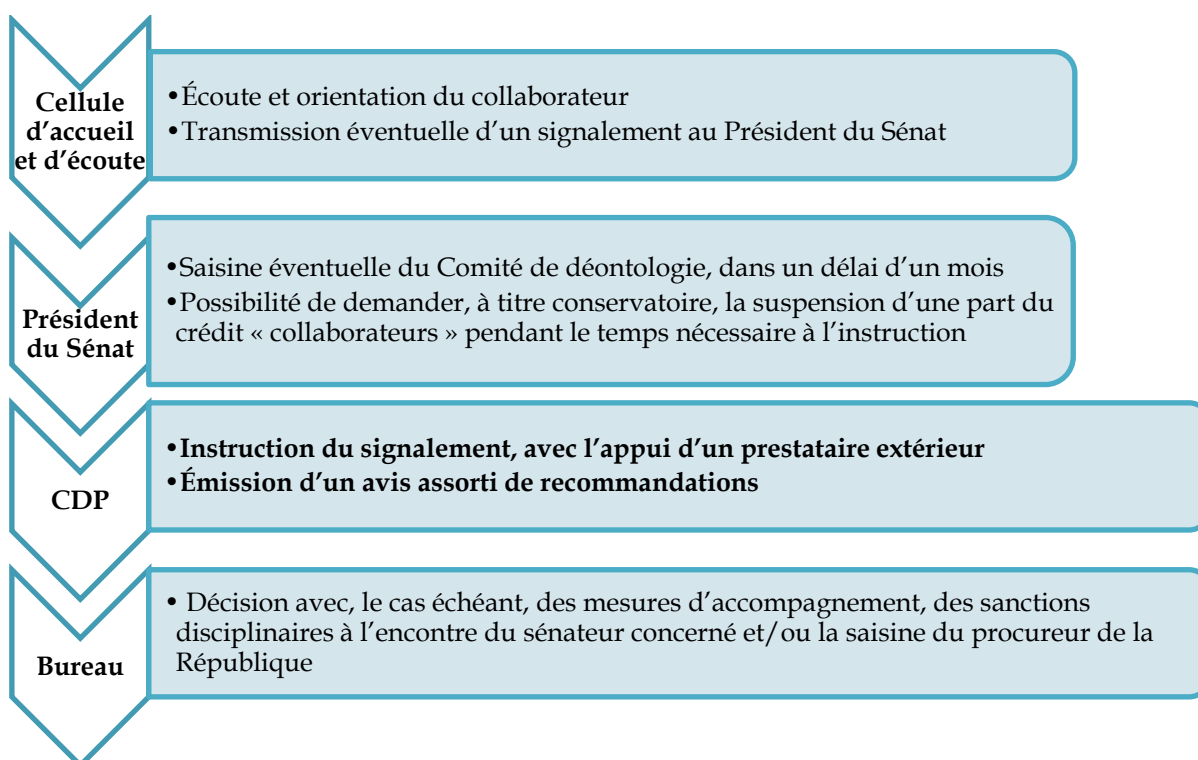 Cellule
d’accueil
et d’écoute
•Écoute et orientation du collaborateur
•Transmission éventuelle d’un signalement au Président du Sénat
Président
du Sénat
•Saisine éventuelle du Comité de déontologie, dans un délai d’un mois
•Possibilité de demander, à titre conservatoire, la suspension d’une part du
crédit « collaborateurs » pendant le temps nécessaire à l’instruction
CDP
•Instruction du signalement, avec l’appui d’un prestataire extérieur
•Émission d’un avis assorti de recommandations
Bureau
• Décision avec, le cas échéant, des mesures d’accompagnement, des sanctions
disciplinaires à l’encontre du sénateur concerné et/ou la saisine du procureur de la
République